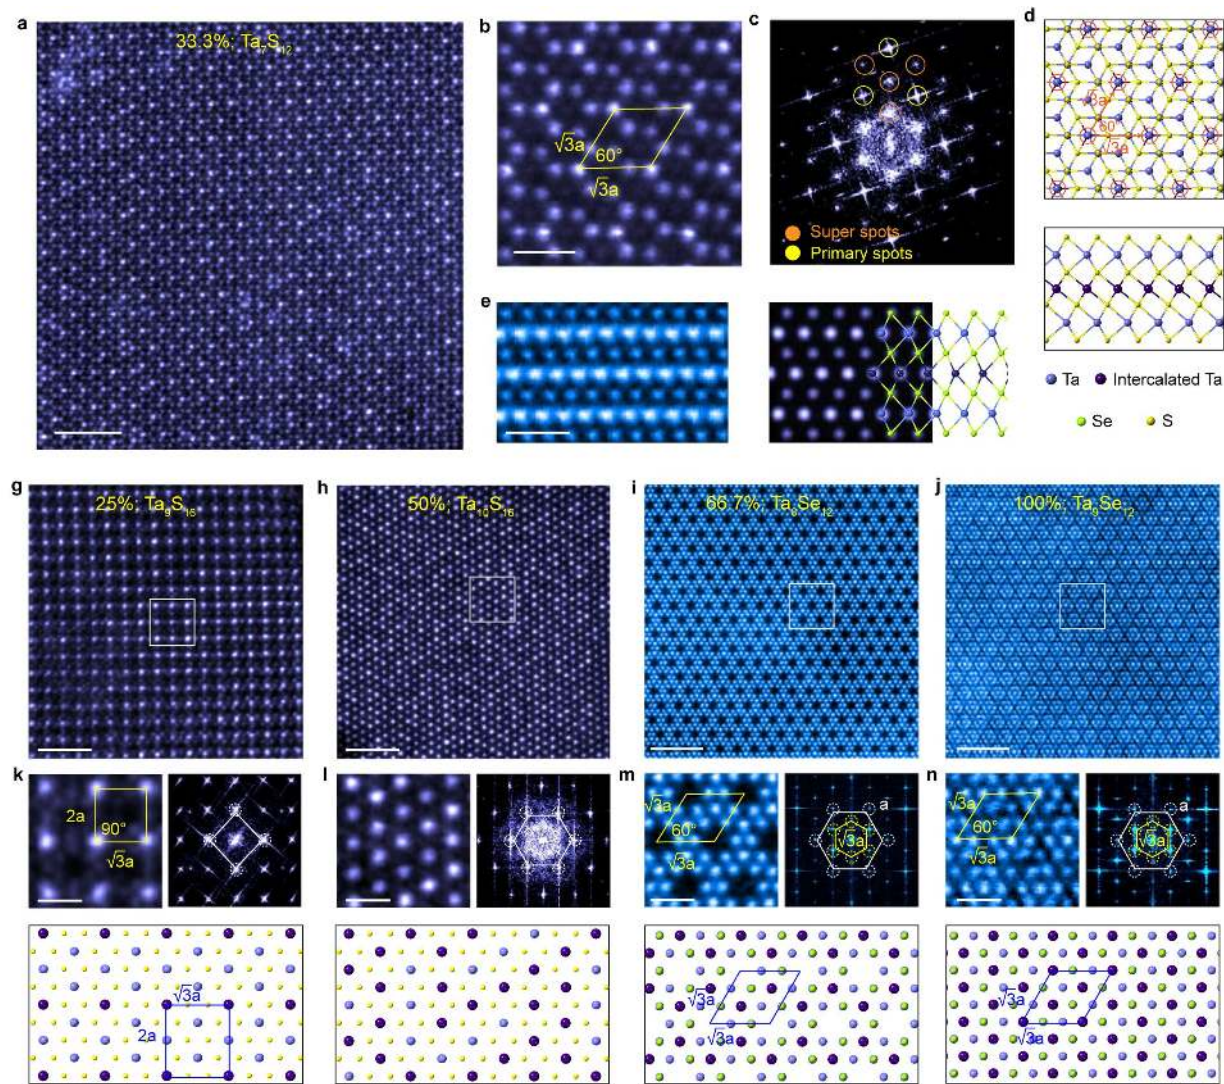 a
33.3%; Ta₇S₁₂
b
√3a
60°
√3a
c
Super spots
Primary spots
d
√3a
60°
√3a
e
Ta
Intercalated Ta
Se
S
g
25%; Ta₉S₁₆
h
50%; Ta₁₀S₁₆
i
66.7%; Ta₈Se₁₂
j
100%; Ta₉Se₁₂
k
2a
90°
√3a
l
m
√3a
60°
√3a
a
√3a
n
√3a
60°
√3a
a
√3a
√3a
2a
√3a
√3a
√3a
√3a